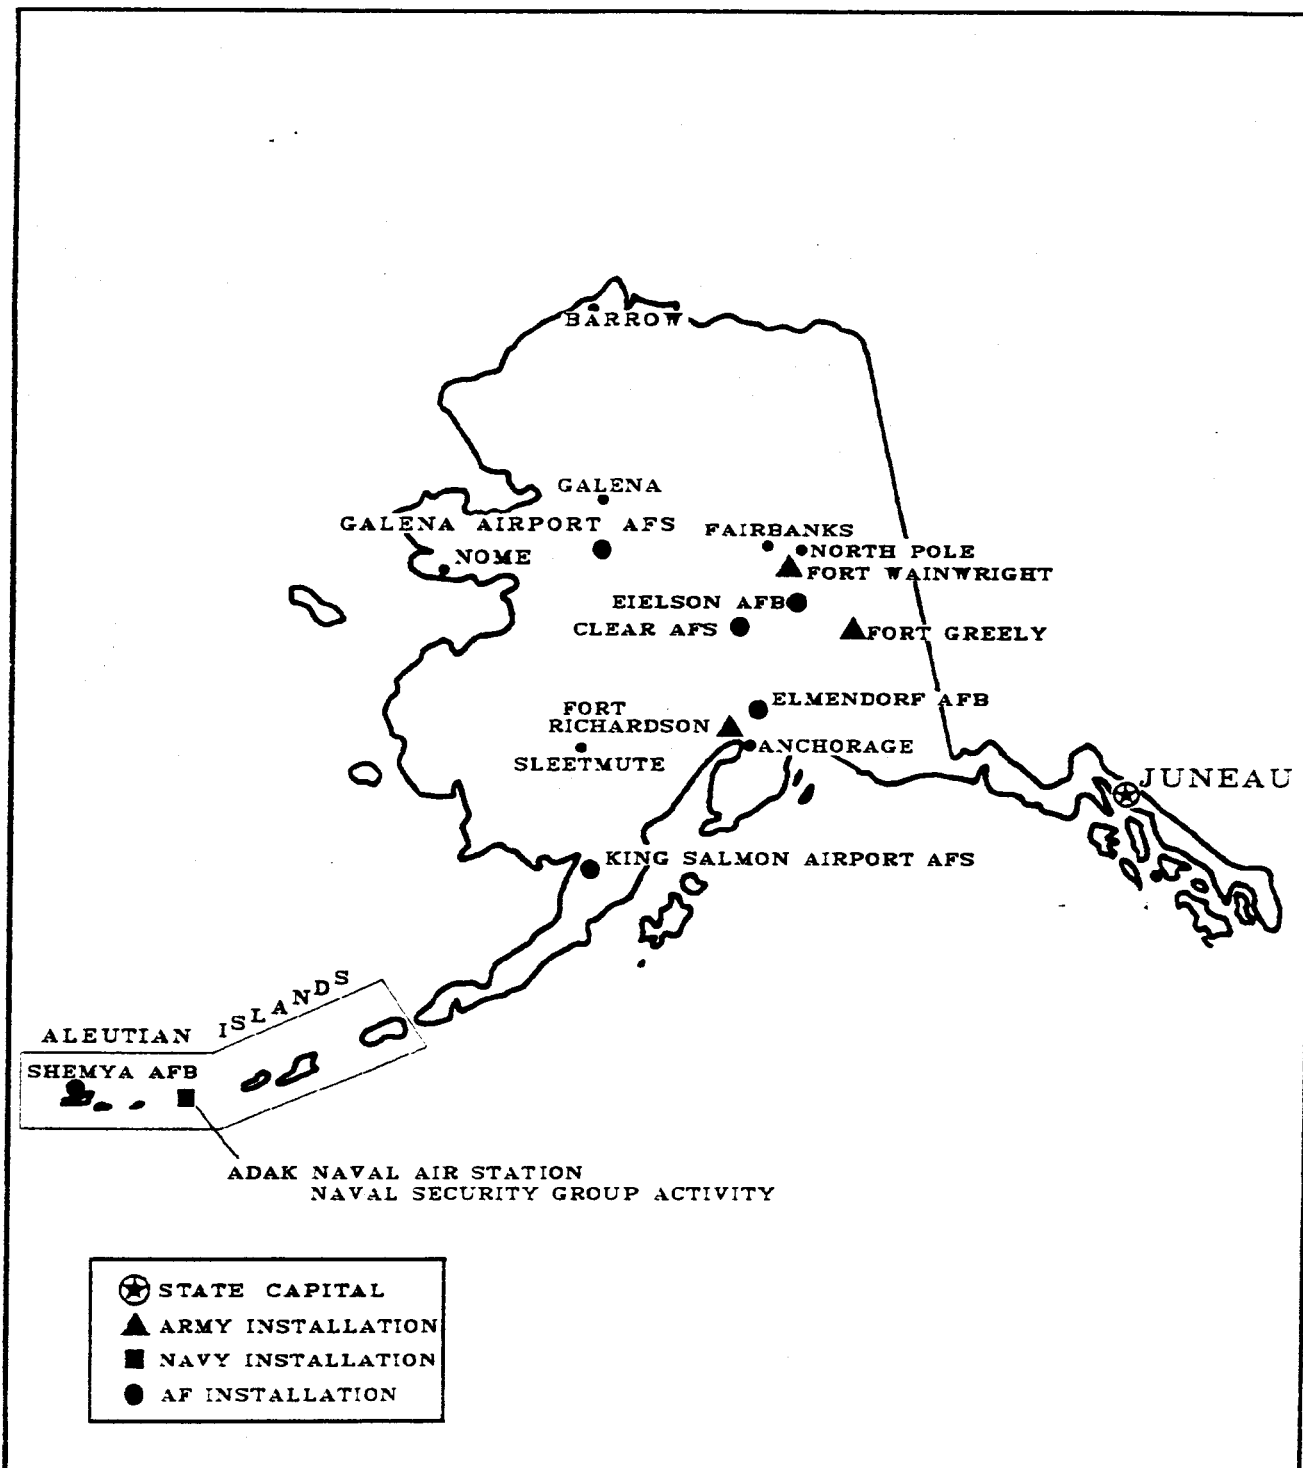 BARROW
GALENA
GALENA AIRPORT AFS
FAIRBANKS
NORTH POLE
NOME
FORT WAINWRIGHT
EIELSON AFB
CLEAR AFS
FORT GREELY
ELMENDORF AFB
FORT
RICHARDSON
ANCHORAGE
SLEETMUTE
JUNEAU
KING SALMON AIRPORT AFS
ALEUTIAN ISLANDS
SHEMYA AFB
ADAK NAVAL AIR STATION
NAVAL SECURITY GROUP ACTIVITY
STATE CAPITAL
ARMY INSTALLATION
NAVY INSTALLATION
AF INSTALLATION